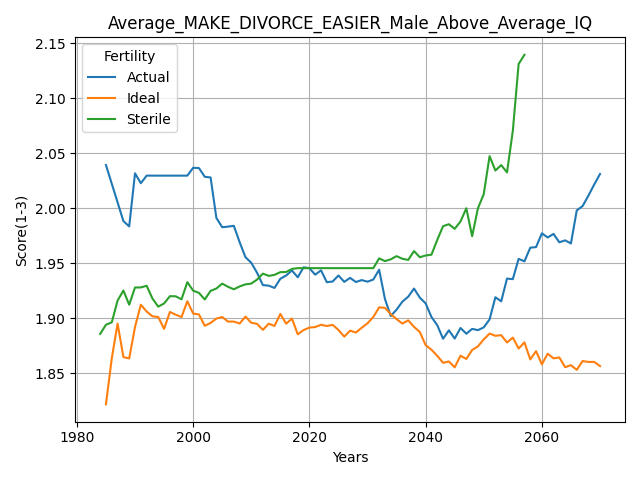 Average_MAKE_DIVORCE_EASIER_Male_Above_Average_IQ
Fertility
Actual
Ideal
Sterile
Score(1-3)
2.15
2.10
2.05
2.00
1.95
1.90
1.85
1980 2000 2020 2040 2060
Years